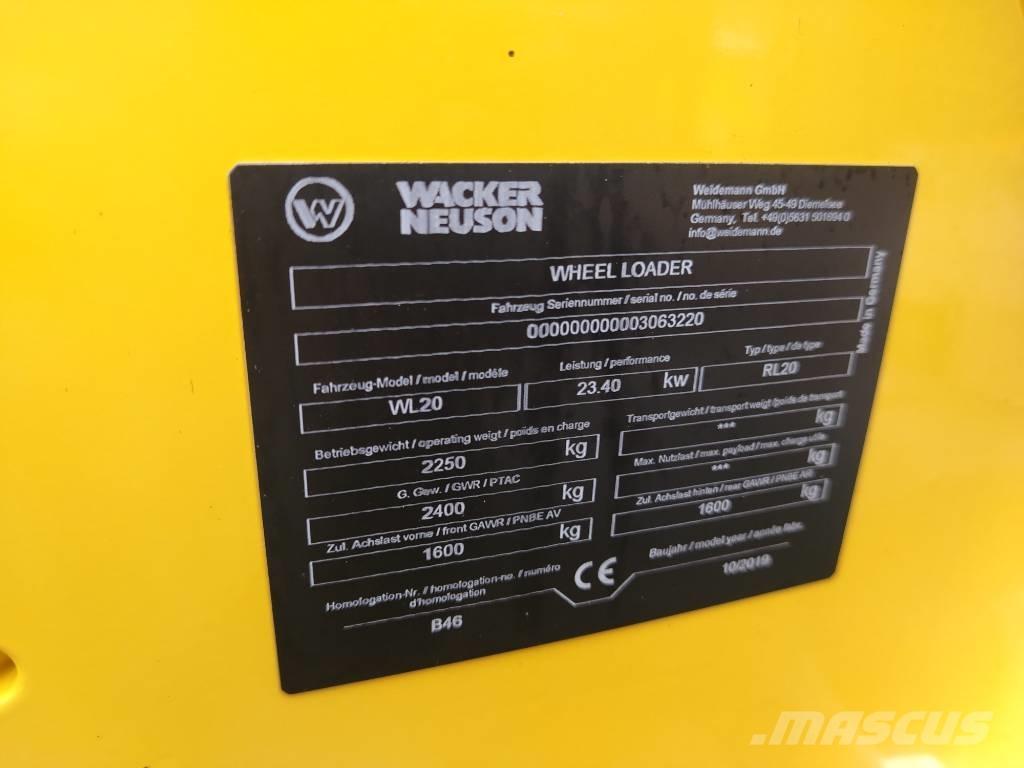 W
WACKER
NEUSON
Weidemann GmbH
Mühlhäuser Weg 45-49 Diemelsee
Germany, Tel. +49(0)5631 501694 0
info@weidemann.de
WHEEL LOADER
Made in Germany
Fahrzeug Seriennummer / serial no. / no. de série
000000000003063220
Fahrzeug-Model / model / modèle
WL20
Leistung / performance
23.40 kw
Typ / type / de type
RL20
Betriebsgewicht / operating weigt / poids en charge
2250 kg
Transportgewicht / transport weigt / poids de transport
*** kg
G. Gew. / GWR / PTAC
2400 kg
Max. Nutzlast / max. payload / max. charge utile
*** kg
Zul. Achslast vorne / front GAWR / PNBE AV
1600 kg
Zul. Achslast hinten / rear GAWR / PNBE AR
1600 kg
Homologation-Nr. / homologation-no. / numéro
d'homologation
B46
CE
Baujahr / model year / année fabr.
10/2019
.MASCUS